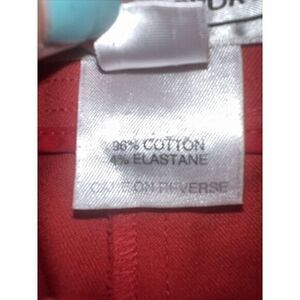 96% COTTON
4% ELASTANE
CARE ON REVERSE